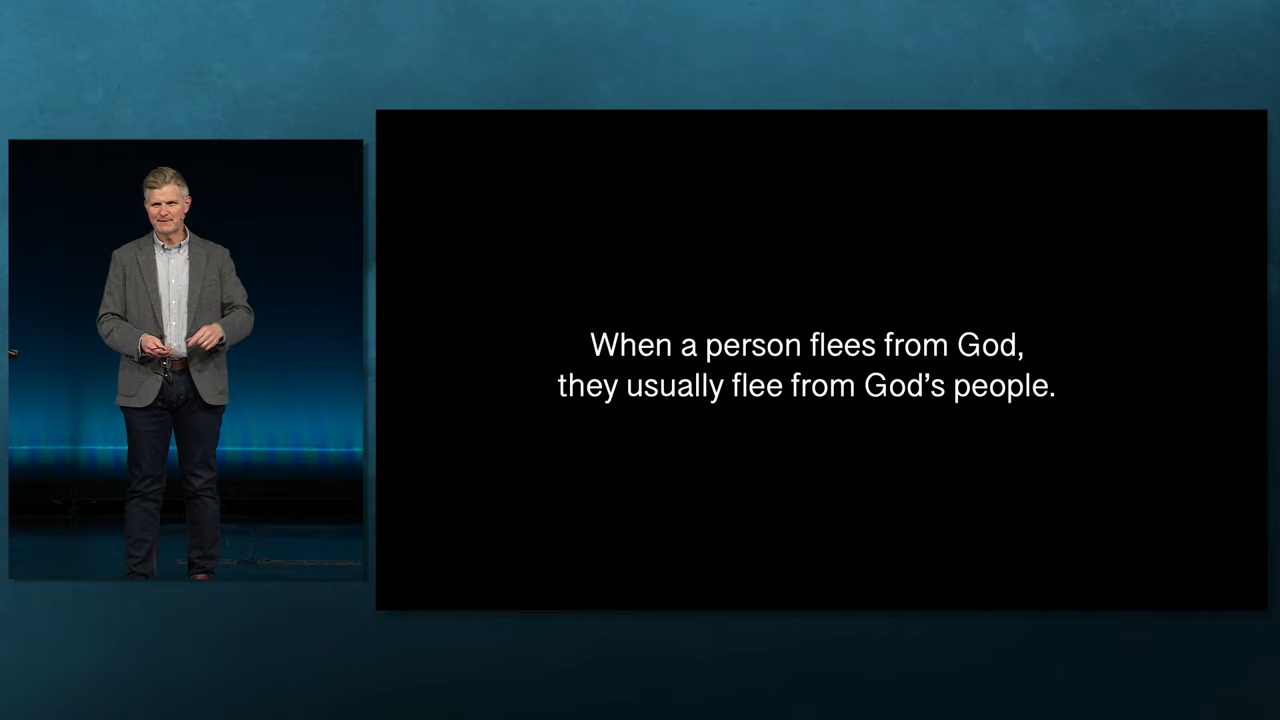 When a person flees from God,
they usually flee from God’s people.